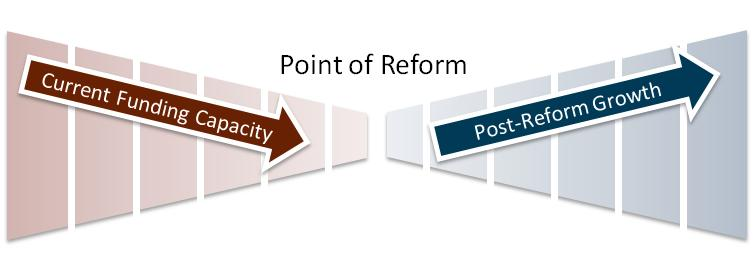 Point of Reform
Current Funding Capacity
Post-Reform Growth